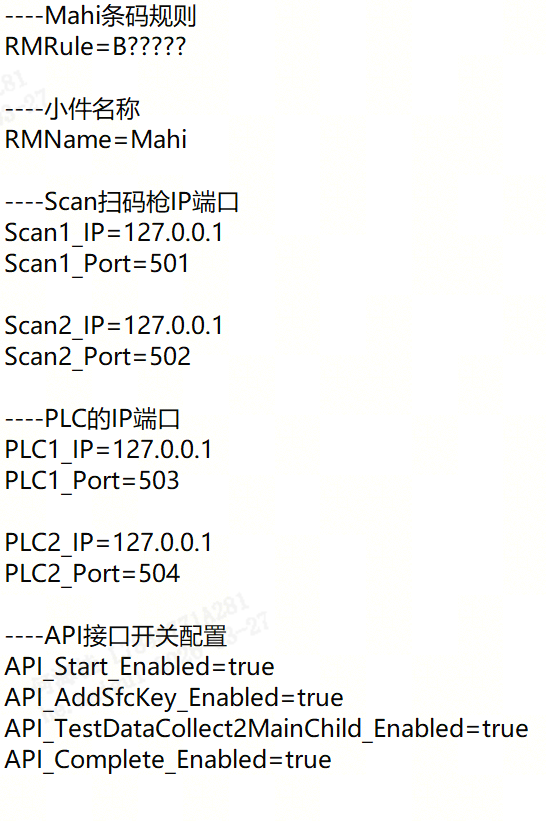 ----Mahi条码规则
RMRule=B?????
----小件名称
RMName=Mahi
----Scan扫码枪IP端口
Scan1_IP=127.0.0.1
Scan1_Port=501
Scan2_IP=127.0.0.1
Scan2_Port=502
----PLC的IP端口
PLC1_IP=127.0.0.1
PLC1_Port=503
PLC2_IP=127.0.0.1
PLC2_Port=504
----API接口开关配置
API_Start_Enabled=true
API_AddSfcKey_Enabled=true
API_TestDataCollect2MainChild_Enabled=true
API_Complete_Enabled=true